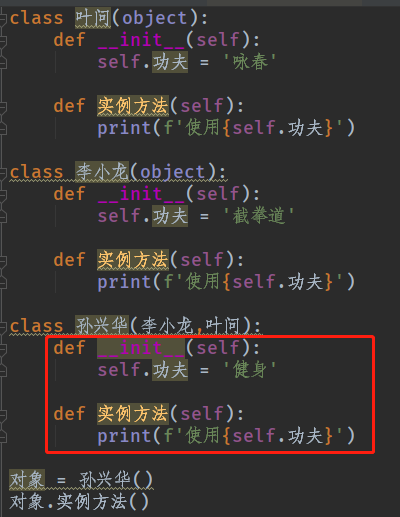 class 叶问(object):
    def __init__(self):
        self.功夫 = '咏春'

    def 实例方法(self):
        print(f'使用{self.功夫}')

class 李小龙(object):
    def __init__(self):
        self.功夫 = '截拳道'

    def 实例方法(self):
        print(f'使用{self.功夫}')

class 孙兴华(李小龙,叶问):
    def __init__(self):
        self.功夫 = '健身'

    def 实例方法(self):
        print(f'使用{self.功夫}')

对象 = 孙兴华()
对象.实例方法()